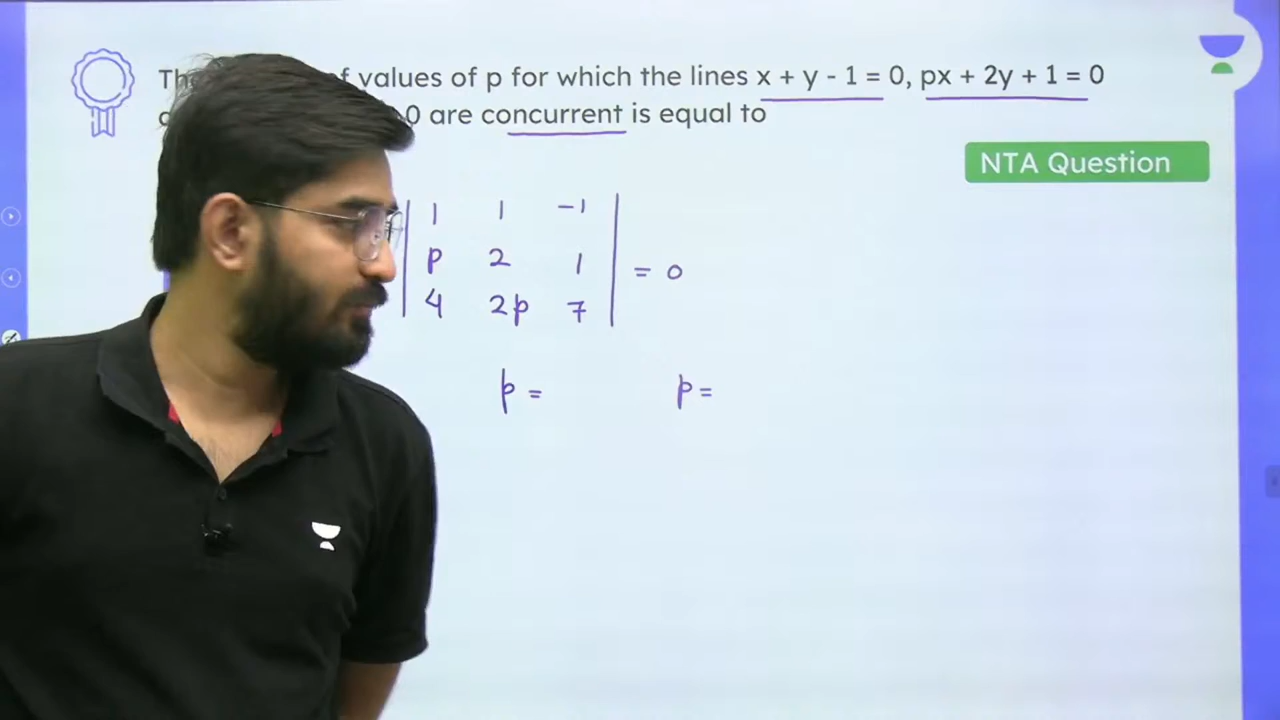 of values of p for which the lines x + y - 1 = 0, px + 2y + 1 = 0
0 are concurrent is equal to
NTA Question
1 1 -1
p 2 1 = 0
4 2p 7
p = p =